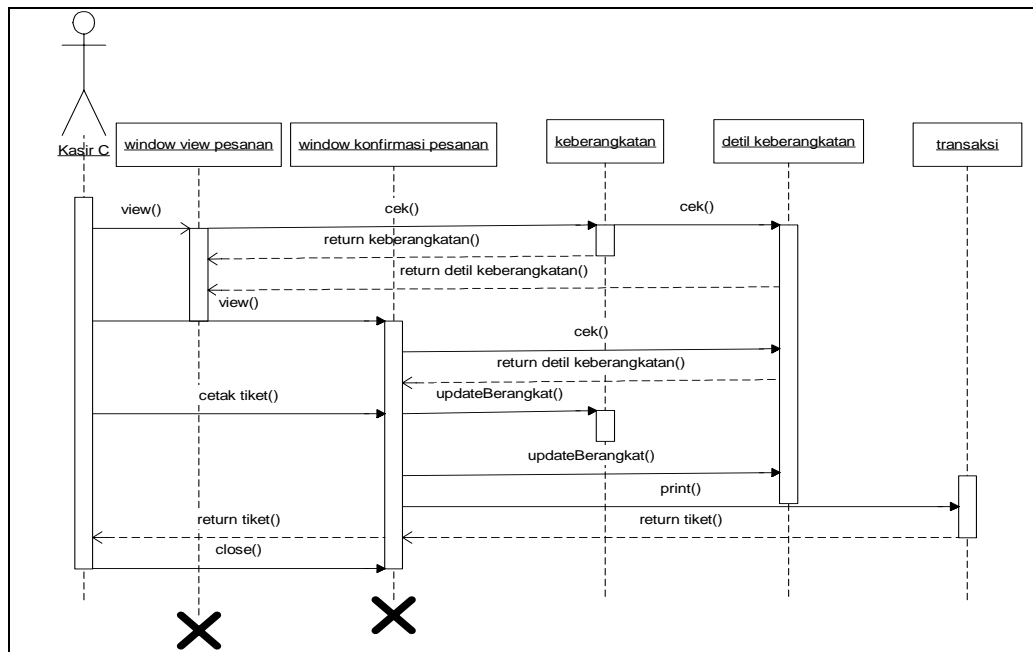 Kasir C
window view pesanan
window konfirmasi pesanan
keberangkatan
detil keberangkatan
transaksi
view()
cek()
cek()
return keberangkatan()
return detil keberangkatan()
view()
cek()
return detil keberangkatan()
cetak tiket()
updateBerangkat()
updateBerangkat()
print()
return tiket()
return tiket()
close()